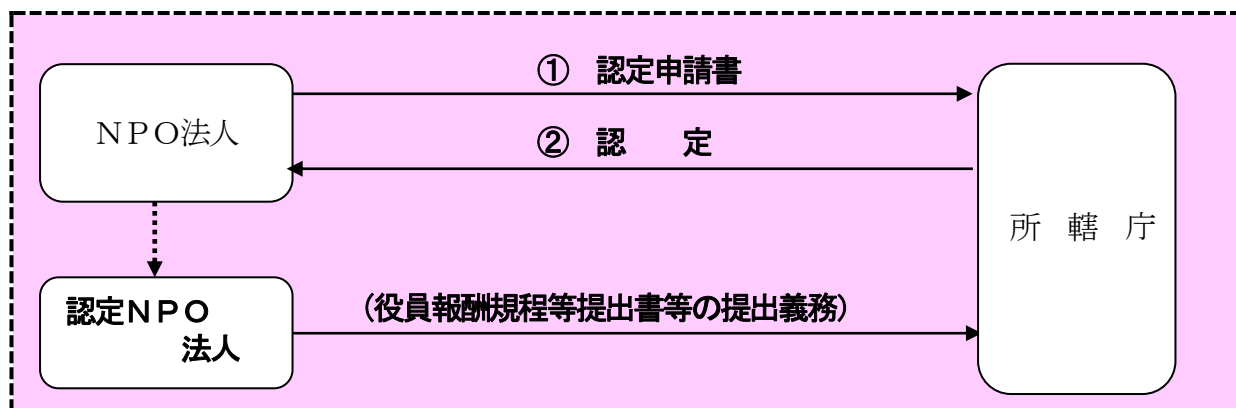 ① 認定申請書
NPO法人
② 認 定
所 轄 庁
認定NPO
法人
(役員報酬規程等提出書等の提出義務)